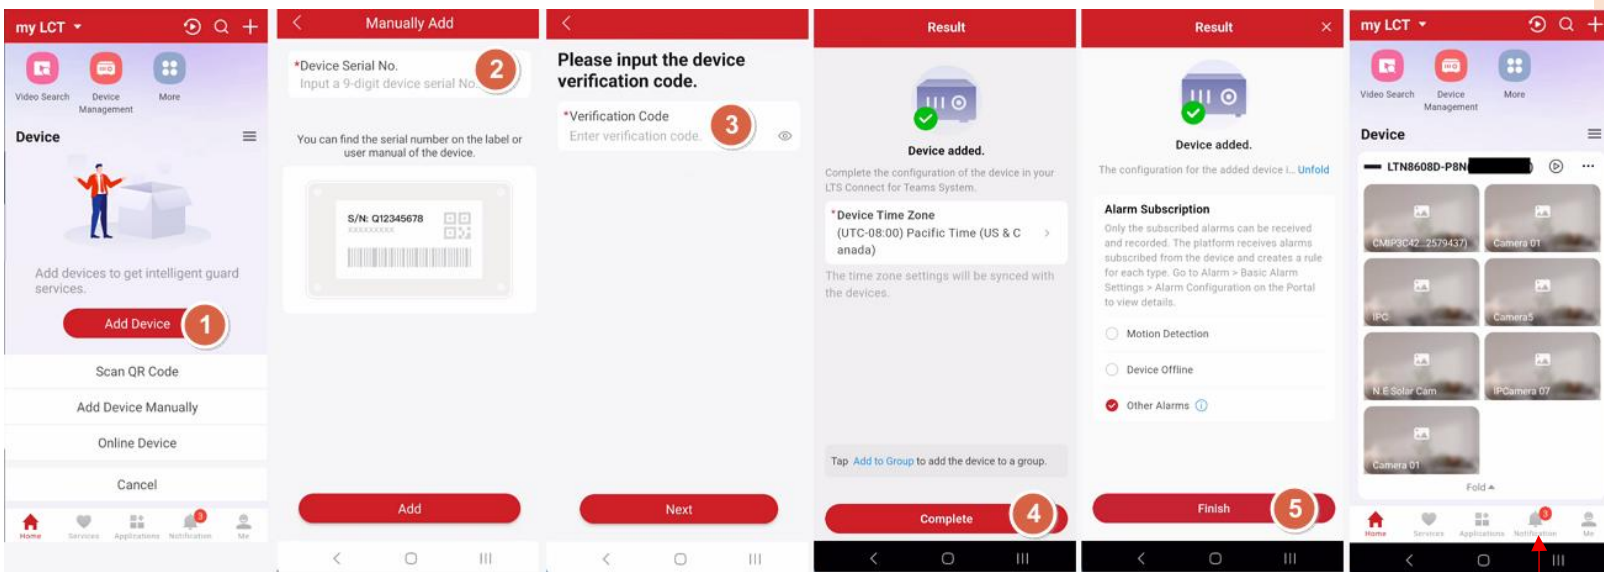 my LCT
Video Search
Device
Management
More
Device
Add devices to get intelligent guard
services.
Add Device
1
Scan QR Code
Add Device Manually
Online Device
Cancel
3
Home
Services
Applications
Notification
Me
Manually Add
*Device Serial No.
Input a 9-digit device serial No.
2
You can find the serial number on the label or
user manual of the device.
S/N: Q12345678
XXXXXXXXX
Add
Please input the device
verification code.
*Verification Code
Enter verification code.
3
Next
Result
Device added.
Complete the configuration of the device in your
LTS Connect for Teams System.
*Device Time Zone
(UTC-08:00) Pacific Time (US & C
anada)
The time zone settings will be synced with
the devices.
Tap Add to Group to add the device to a group.
Complete
4
Result
Device added.
The configuration for the added device i... Unfold
Alarm Subscription
Only the subscribed alarms can be received
and recorded. The platform receives alarms
subscribed from the device and creates a rule
for each type. Go to Alarm > Basic Alarm
Settings > Alarm Configuration on the Portal
to view details.
Motion Detection
Device Offline
Other Alarms
Finish
5
my LCT
Video Search
Device
Management
More
Device
LTN8608D-P8N
CMIP3C42...2579437)
Camera 01
IPC
Camera5
N.E Solar Cam
IPCamera 07
Camera 01
Fold
3
Home
Services
Applications
Notification
Me